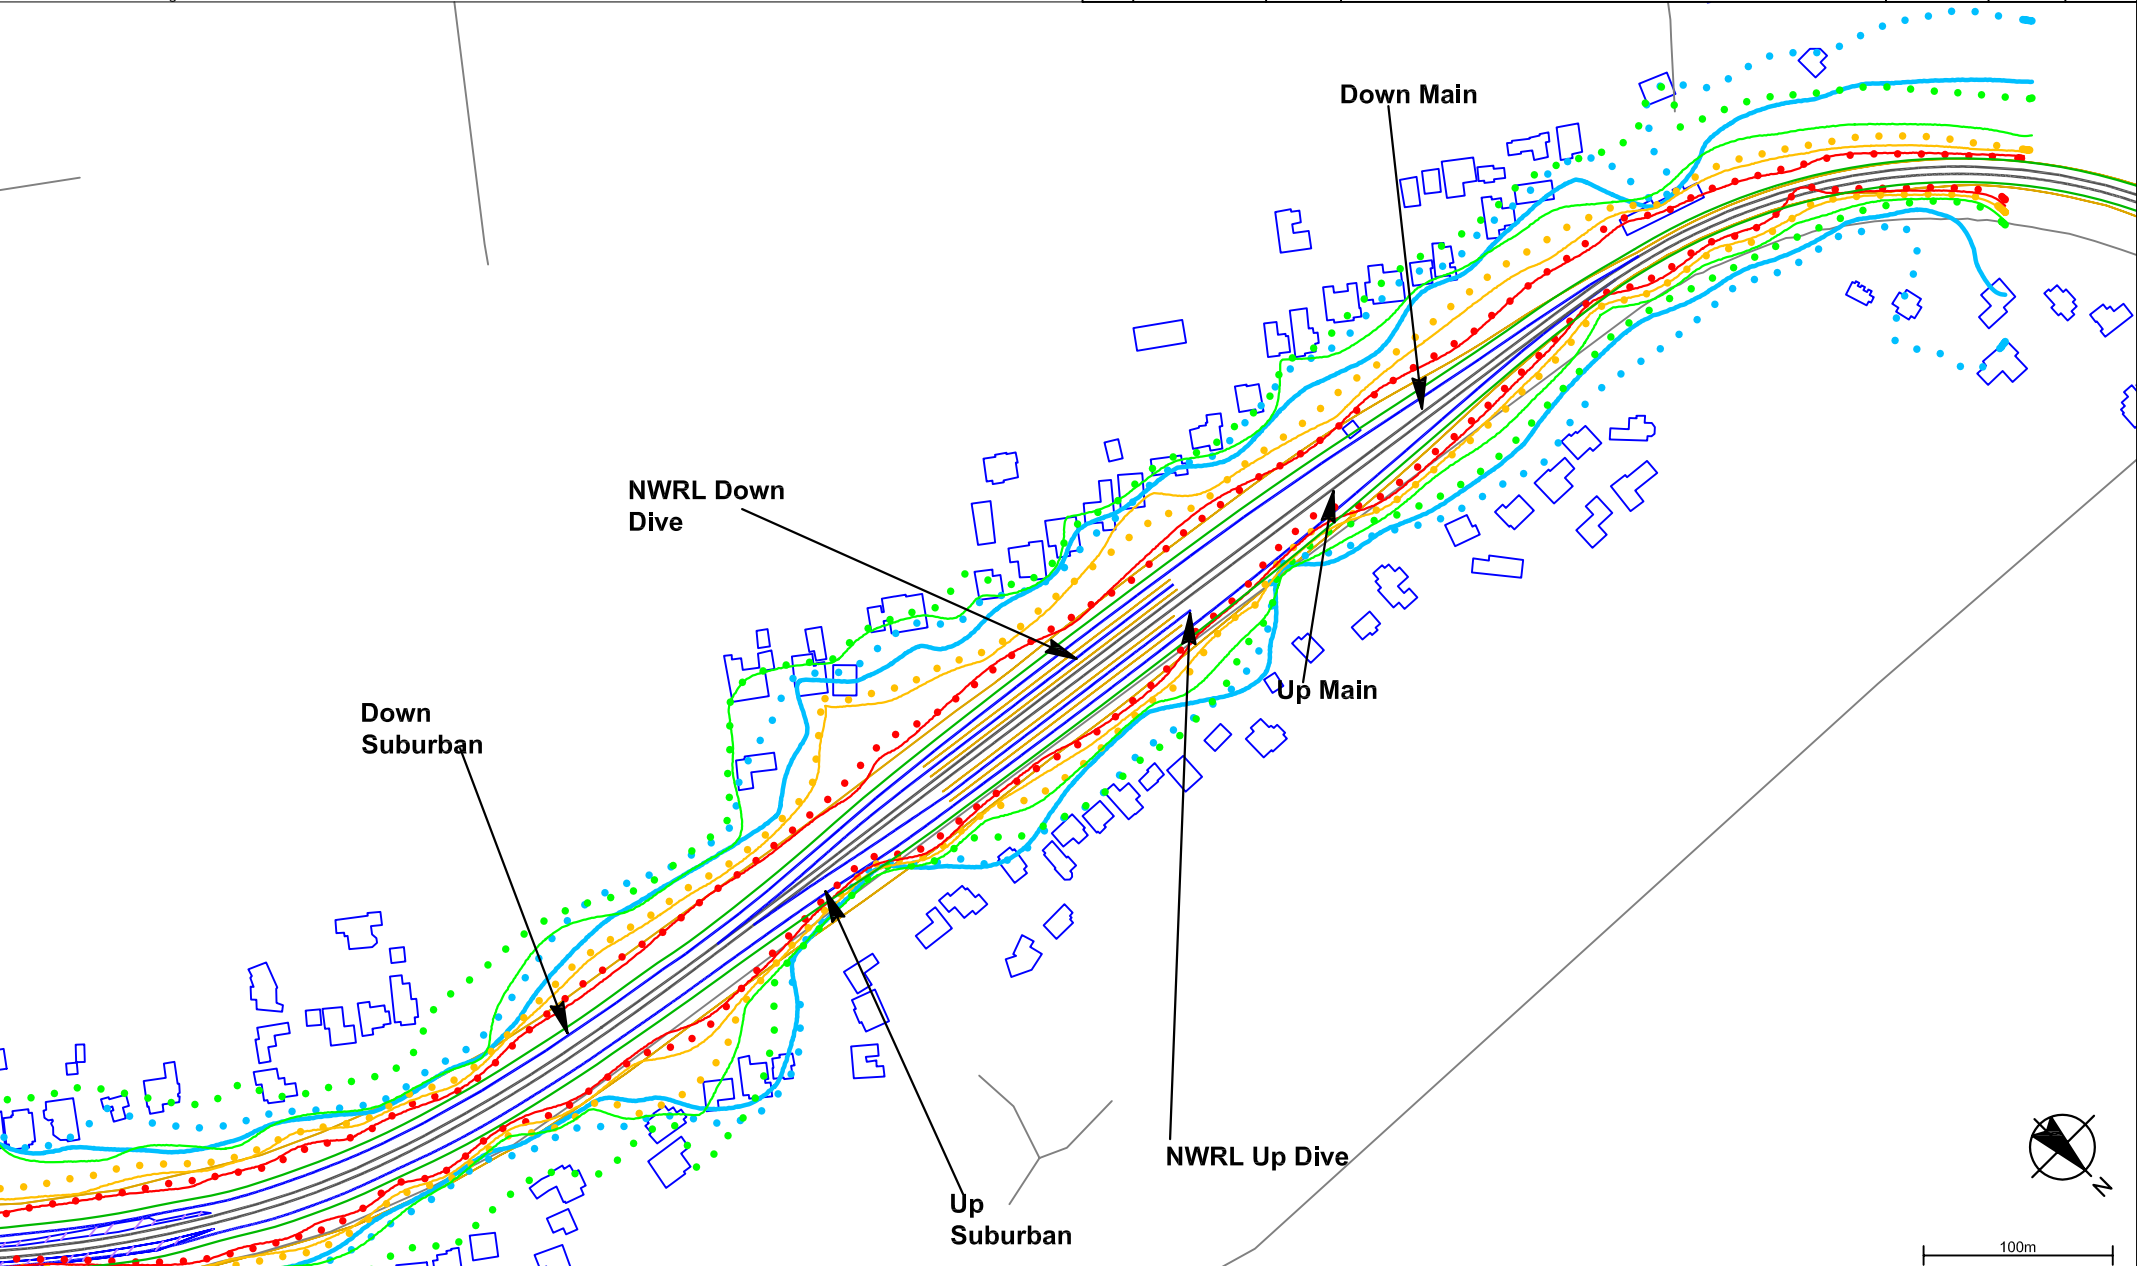 Down Main
NWRL Down
Dive
Up Main
Down
Suburban
NWRL Up Dive
Up
Suburban
N
100m